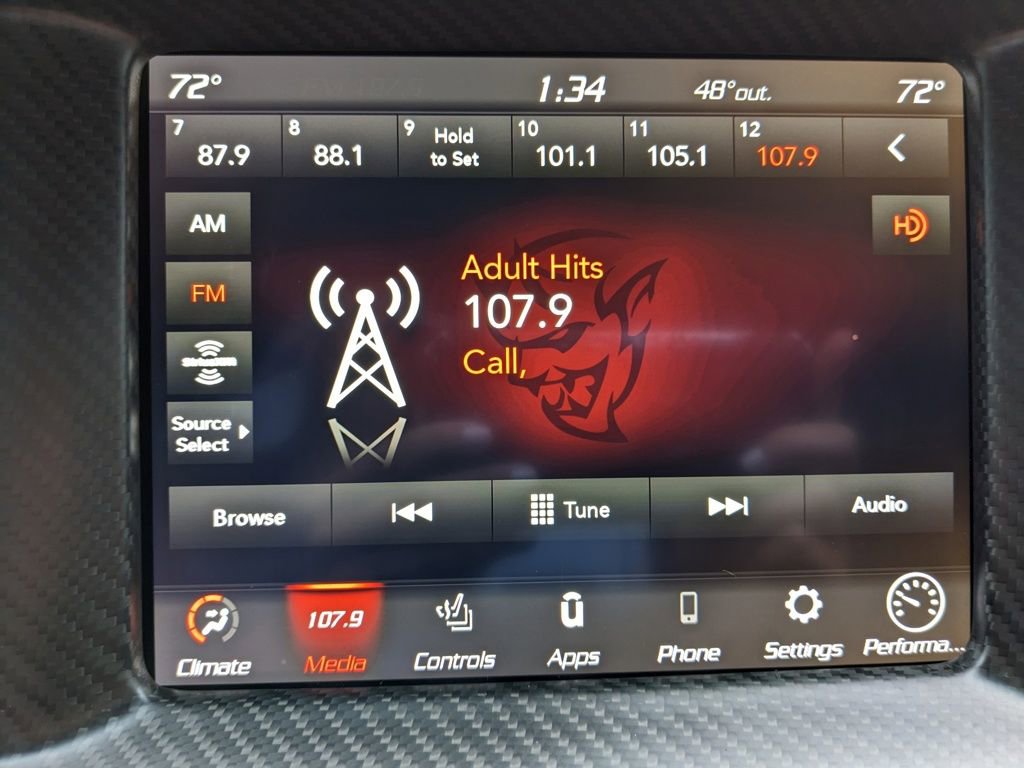 72° 1:34 48°out. 72°
7 8 9 Hold to Set 10 11 12
87.9 88.1 101.1 105.1 107.9
AM
HD
FM
Adult Hits
107.9
SiriusXM
Call,
Source
Select
Browse Tune Audio
107.9 ū
Climate Media Controls Apps Phone Settings Performa...